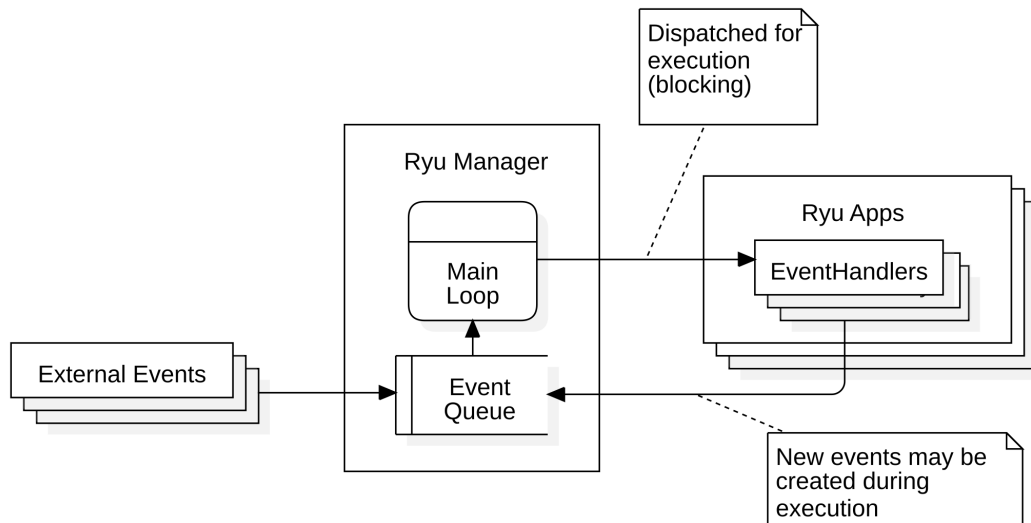 Dispatched for
execution
(blocking)
Ryu Manager
Ryu Apps
Main
Loop
EventHandlers
External Events
Event
Queue
New events may be
created during
execution